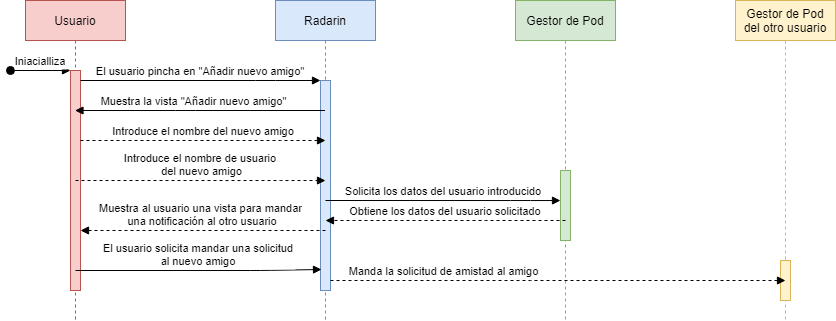 Usuario
Radarin
Gestor de Pod
Gestor de Pod
del otro usuario
Iniacialliza
El usuario pincha en "Añadir nuevo amigo"
Muestra la vista "Añadir nuevo amigo"
Introduce el nombre del nuevo amigo
Introduce el nombre de usuario
del nuevo amigo
Solicita los datos del usuario introducido
Obtiene los datos del usuario solicitado
Muestra al usuario una vista para mandar
una notificación al otro usuario
El usuario solicita mandar una solicitud
al nuevo amigo
Manda la solicitud de amistad al amigo